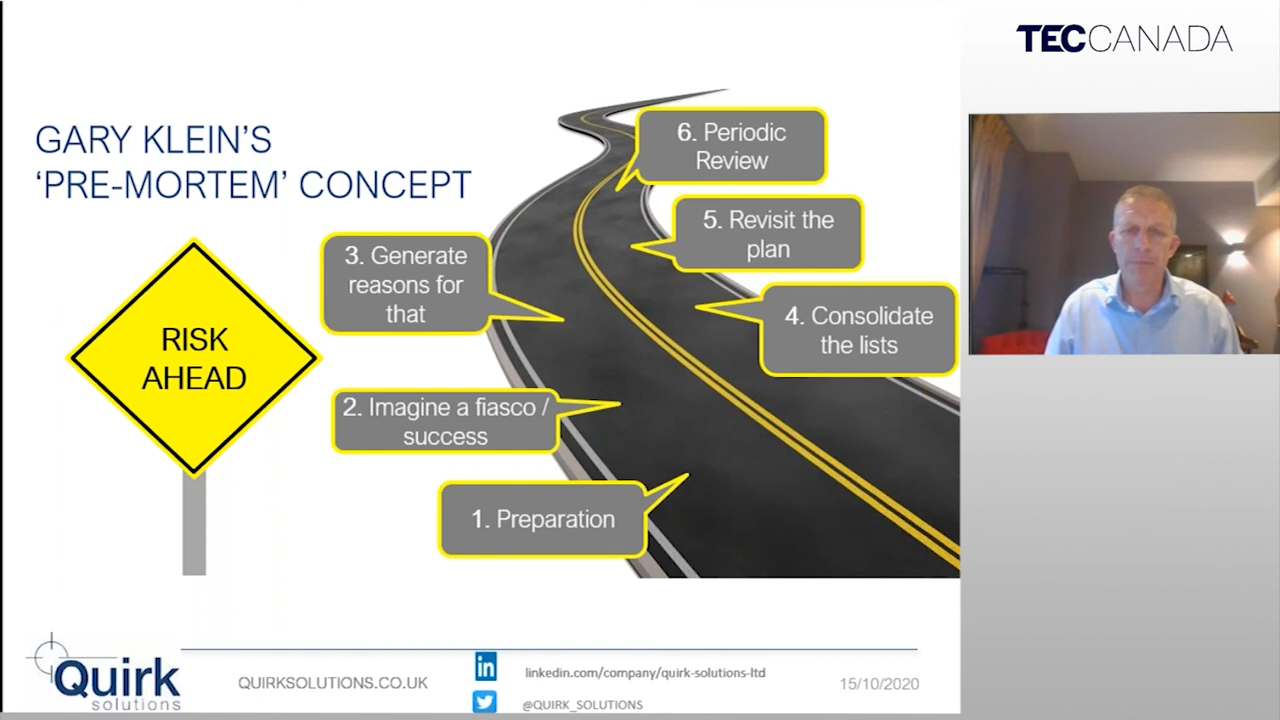 TECCANADA
GARY KLEIN'S
'PRE-MORTEM' CONCEPT
6. Periodic
Review
5. Revisit the
plan
3. Generate
reasons for
that
4. Consolidate
the lists
RISK
AHEAD
2. Imagine a fiasco /
success
1. Preparation
Quirk
solutions
QUIRKSOLUTIONS.CO.UK
in
linkedin.com/company/quirk-solutions-ltd
@QUIRK_SOLUTIONS
15/10/2020